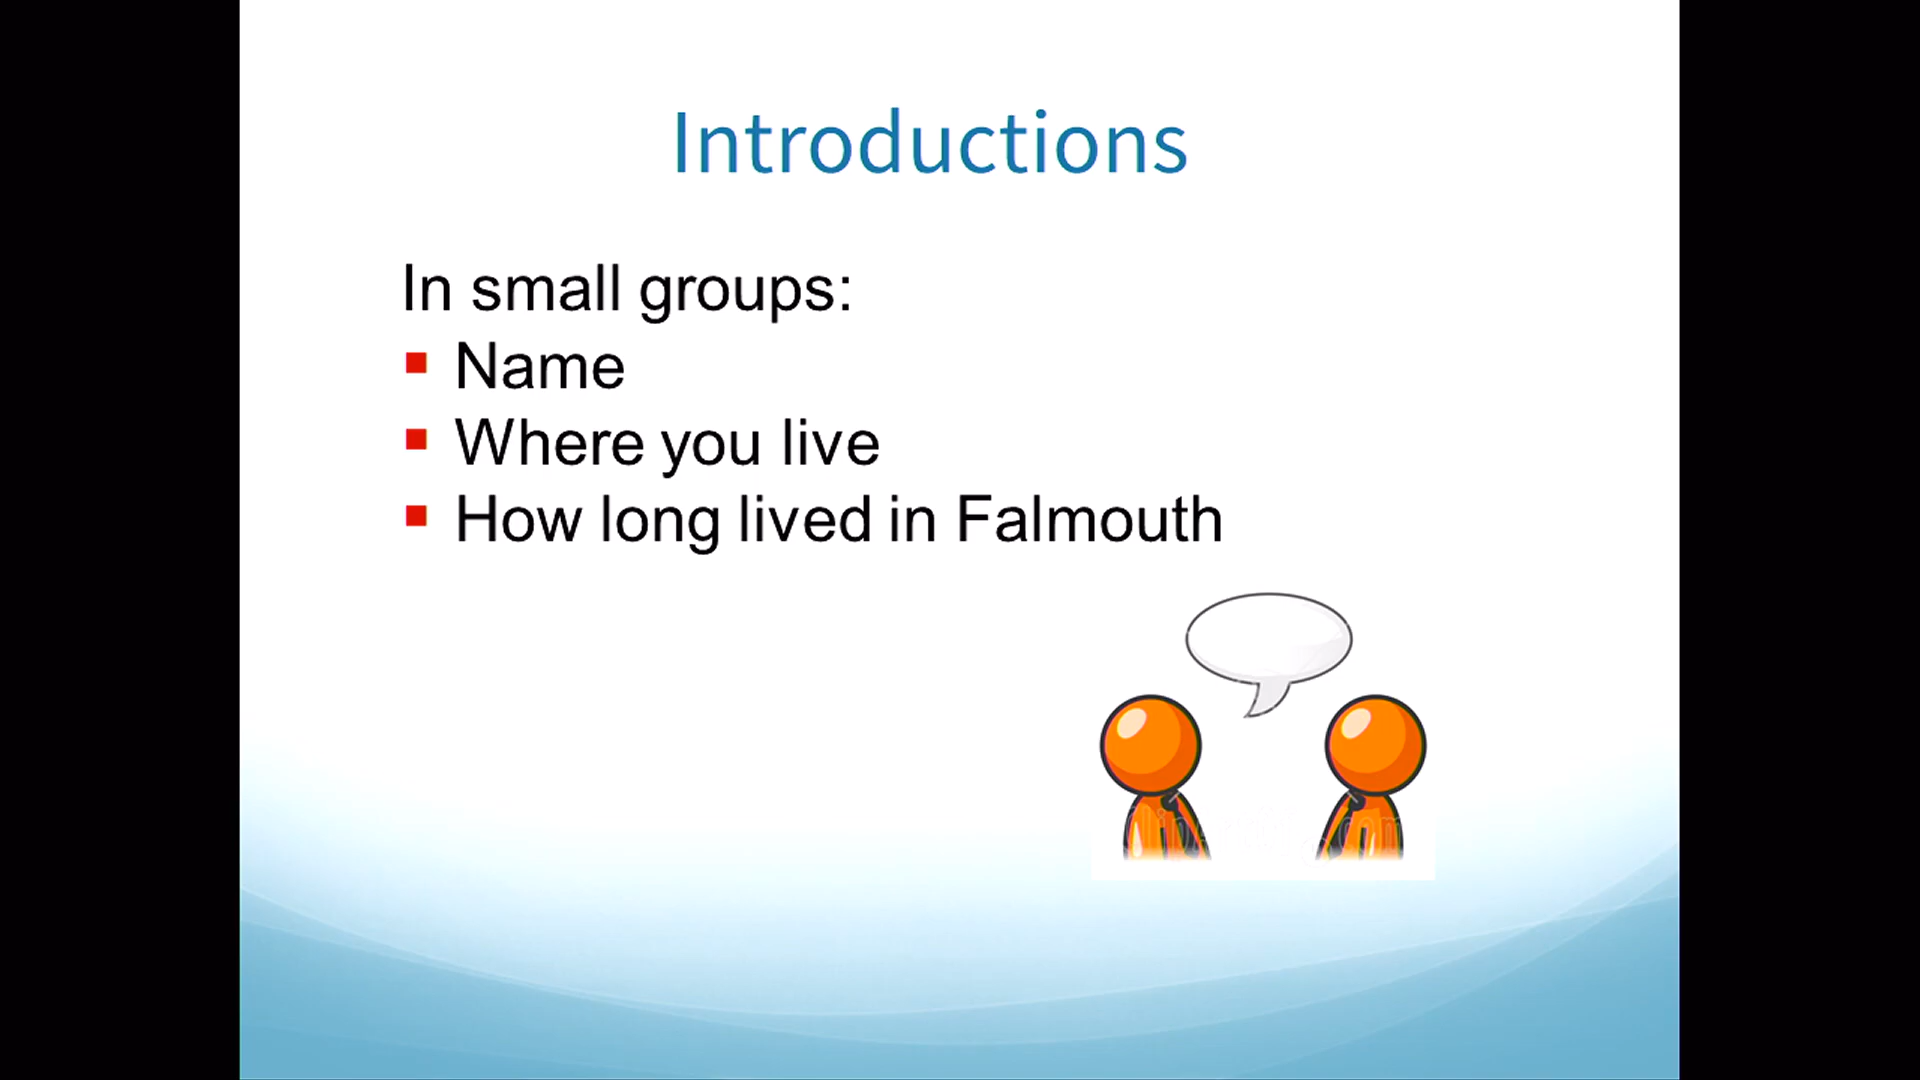 Introductions
In small groups:
Name
Where you live
How long lived in Falmouth